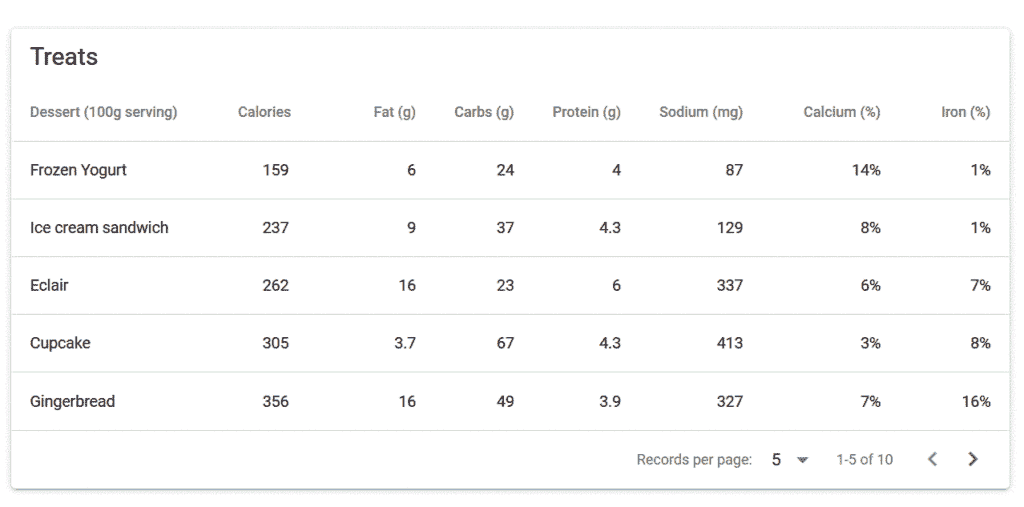 Treats
Dessert (100g serving) Calories Fat (g) Carbs (g) Protein (g) Sodium (mg) Calcium (%) Iron (%)
Frozen Yogurt 159 6 24 4 87 14% 1%
Ice cream sandwich 237 9 37 4.3 129 8% 1%
Eclair 262 16 23 6 337 6% 7%
Cupcake 305 3.7 67 4.3 413 3% 8%
Gingerbread 356 16 49 3.9 327 7% 16%
Records per page: 5 1-5 of 10